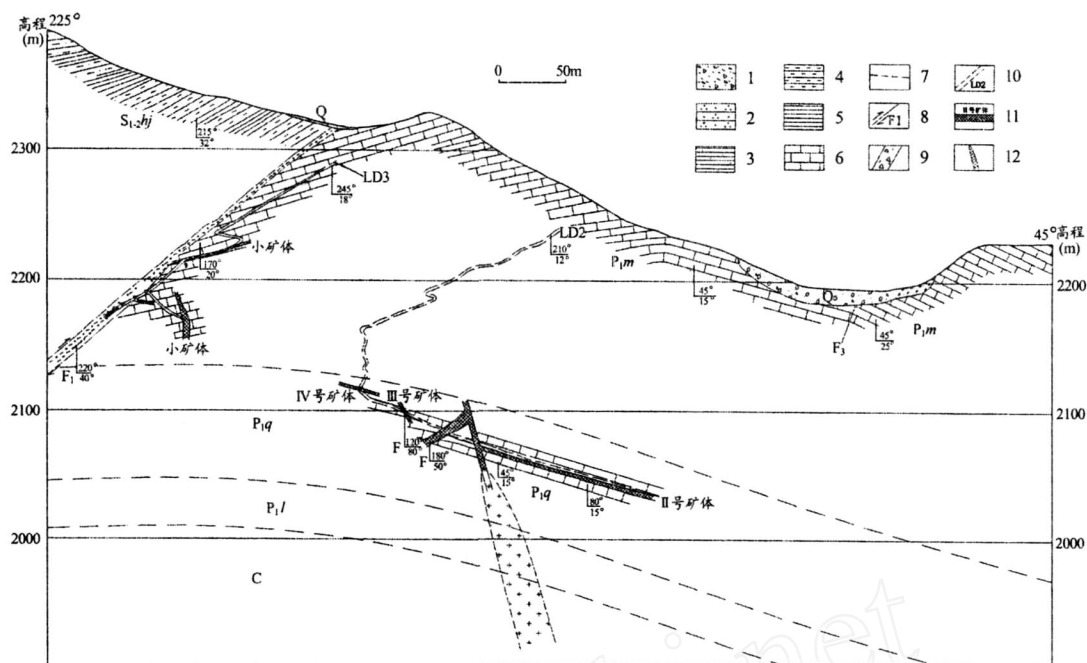 高程 225°
(m)
2300
2200
2100
2000
S₁₋₂hj
215°
32°
Q
0 50m
1 4 7 10
LD2
2 5 8 11
F1
3 6 9 12
LD3
245°
18°
小矿体
170°
20°
小矿体
F₁
220°
40°
LD2
210°
12°
P₁m
45°
15°
Q
F₃
45°
25°
P₁m
45° 高程
(m)
2200
2100
2000
IV号矿体
III号矿体
P₁q
F
120°
80°
F
180°
50°
45°
15°
P₁q
80°
15°
II号矿体
P₁l
C